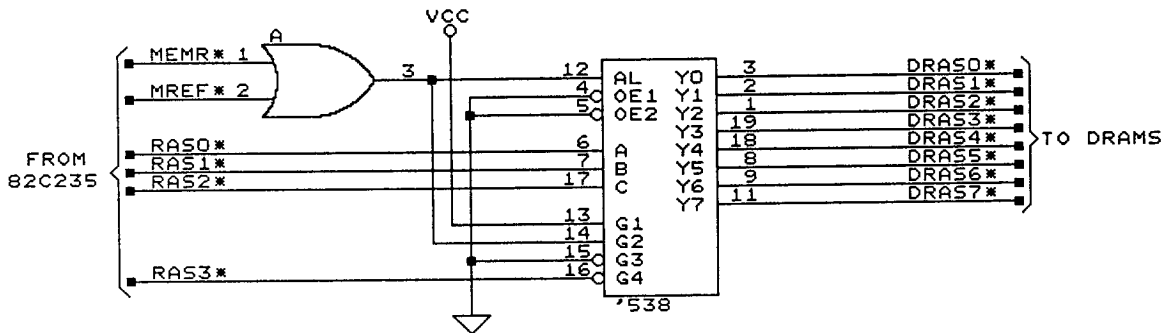 VCC
A
MEMR* 1
MREF* 2
3
RAS0*
RAS1*
RAS2*
RAS3*
FROM
82C235
12 AL
4 OE1
5 OE2
6 A
7 B
17 C
13 G1
14 G2
15 G3
16 G4
Y0 3 DRAS0*
Y1 2 DRAS1*
Y2 1 DRAS2*
Y3 19 DRAS3*
Y4 18 DRAS4*
Y5 8 DRAS5*
Y6 9 DRAS6*
Y7 11 DRAS7*
TO DRAMS
'538